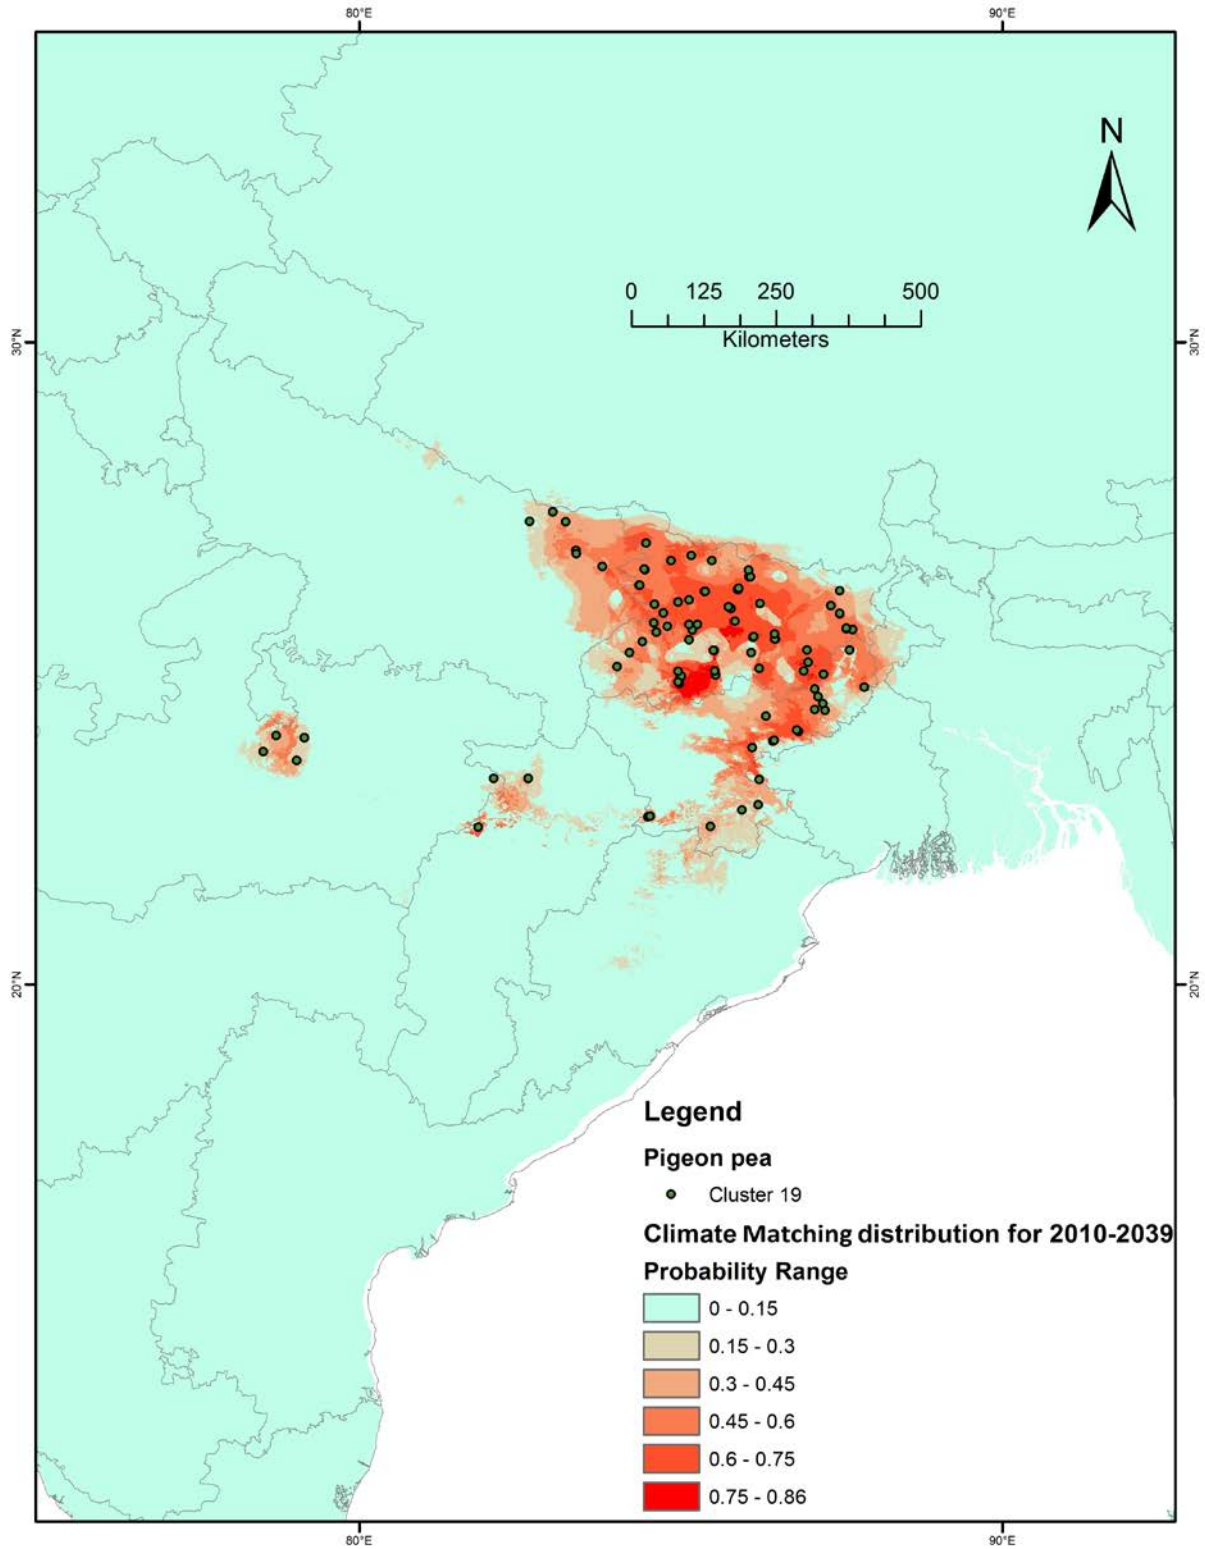 80°E 90°E
N
0 125 250 500
Kilometers
30°N 30°N
20°N 20°N
Legend
Pigeon pea
Cluster 19
Climate Matching distribution for 2010-2039
Probability Range
0 - 0.15
0.15 - 0.3
0.3 - 0.45
0.45 - 0.6
0.6 - 0.75
0.75 - 0.86
80°E 90°E